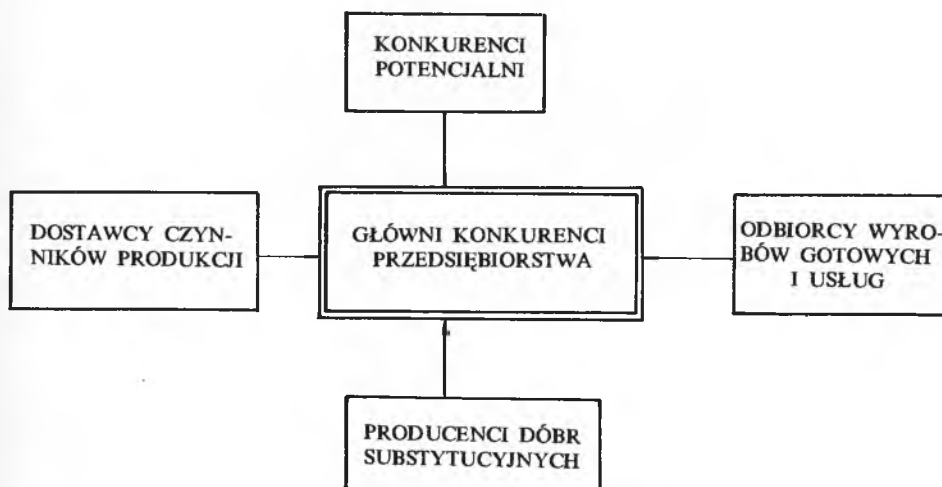 KONKURENCI
POTENCJALNI
DOSTAWCY CZYN-
NIKÓW PRODUKCJI
GŁÓWNI KONKURENCI
PRZEDSIĘBIORSTWA
ODBIORCY WYRO-
BÓW GOTOWYCH
I USŁUG
PRODUCENCI DÓBR
SUBSTYTUCYJNYCH